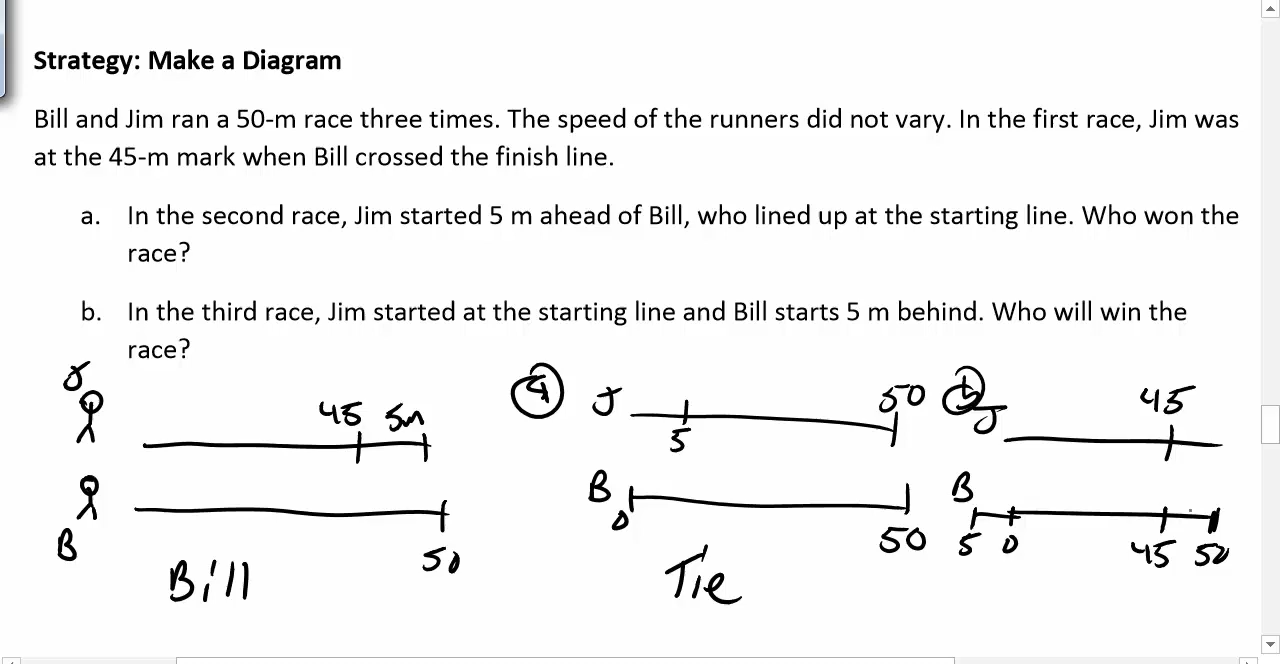 Strategy: Make a Diagram
Bill and Jim ran a 50-m race three times. The speed of the runners did not vary. In the first race, Jim was
at the 45-m mark when Bill crossed the finish line.
a. In the second race, Jim started 5 m ahead of Bill, who lined up at the starting line. Who won the
race?
b. In the third race, Jim started at the starting line and Bill starts 5 m behind. Who will win the
race?
J
45 5m
B
50
Bill
a J 50
5
B
0 50
Tie
b J 45
B
5 0 45 50